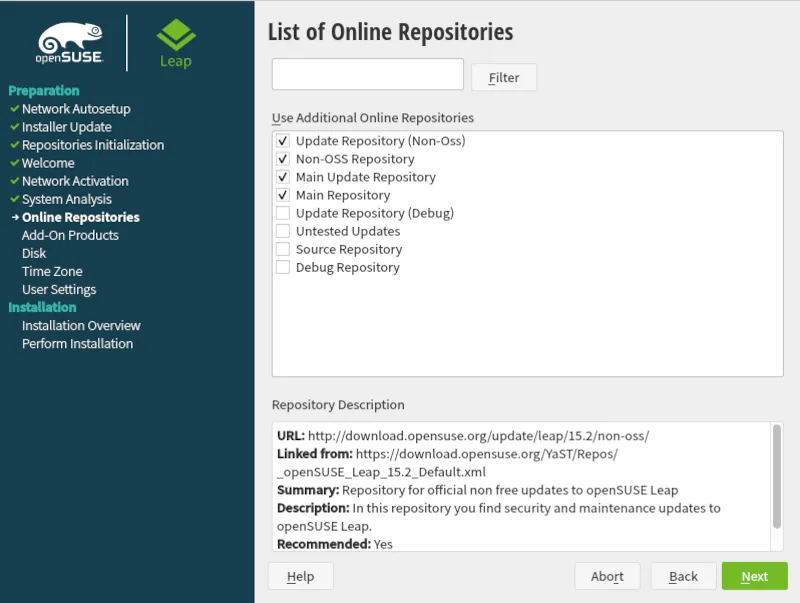 openSUSE
Leap
Preparation
Network Autosetup
Installer Update
Repositories Initialization
Welcome
Network Activation
System Analysis
Online Repositories
Add-On Products
Disk
Time Zone
User Settings
Installation
Installation Overview
Perform Installation
List of Online Repositories
Filter
Use Additional Online Repositories
Update Repository (Non-Oss)
Non-OSS Repository
Main Update Repository
Main Repository
Update Repository (Debug)
Untested Updates
Source Repository
Debug Repository
Repository Description
URL: http://download.opensuse.org/update/leap/15.2/non-oss/
Linked from: https://download.opensuse.org/YaST/Repos/
_openSUSE_Leap_15.2_Default.xml
Summary: Repository for official non free updates to openSUSE Leap
Description: In this repository you find security and maintenance updates to
openSUSE Leap.
Recommended: Yes
Help
Abort
Back
Next